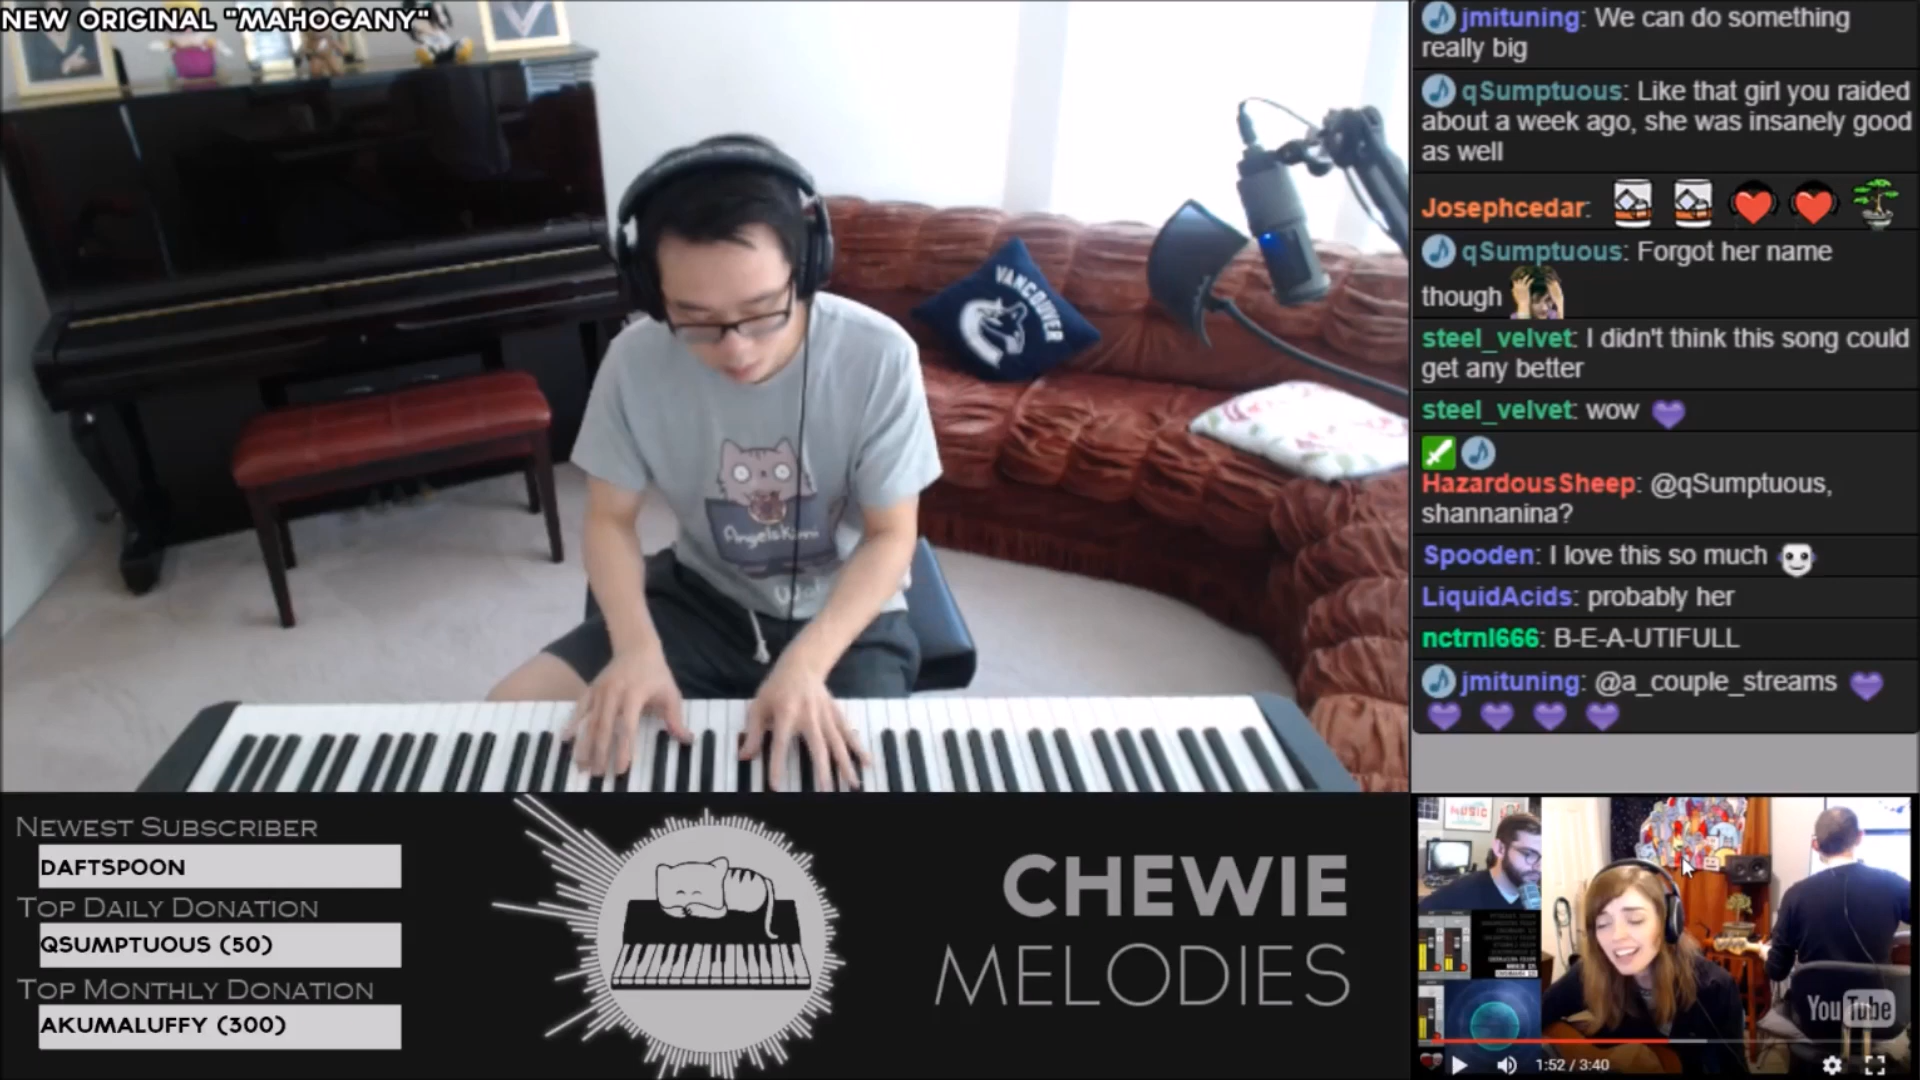 NEW ORIGINAL "MAHOGANY"
VANCOUVER
jmituning: We can do something
really big
qSumptuous: Like that girl you raided
about a week ago, she was insanely good
as well
Josephcedar:
qSumptuous: Forgot her name
though
steel_velvet: I didn't think this song could
get any better
steel_velvet: wow
HazardousSheep: @qSumptuous,
shannanina?
Spooden: I love this so much
LiquidAcids: probably her
nctrnl666: B-E-A-UTIFULL
jmituning: @a_couple_streams
NEWEST SUBSCRIBER
DAFTSPOON
TOP DAILY DONATION
QSUMPTUOUS (50)
TOP MONTHLY DONATION
AKUMALUFFY (300)
CHEWIE
MELODIES
MUSIC
YouTube
1:52 / 3:40